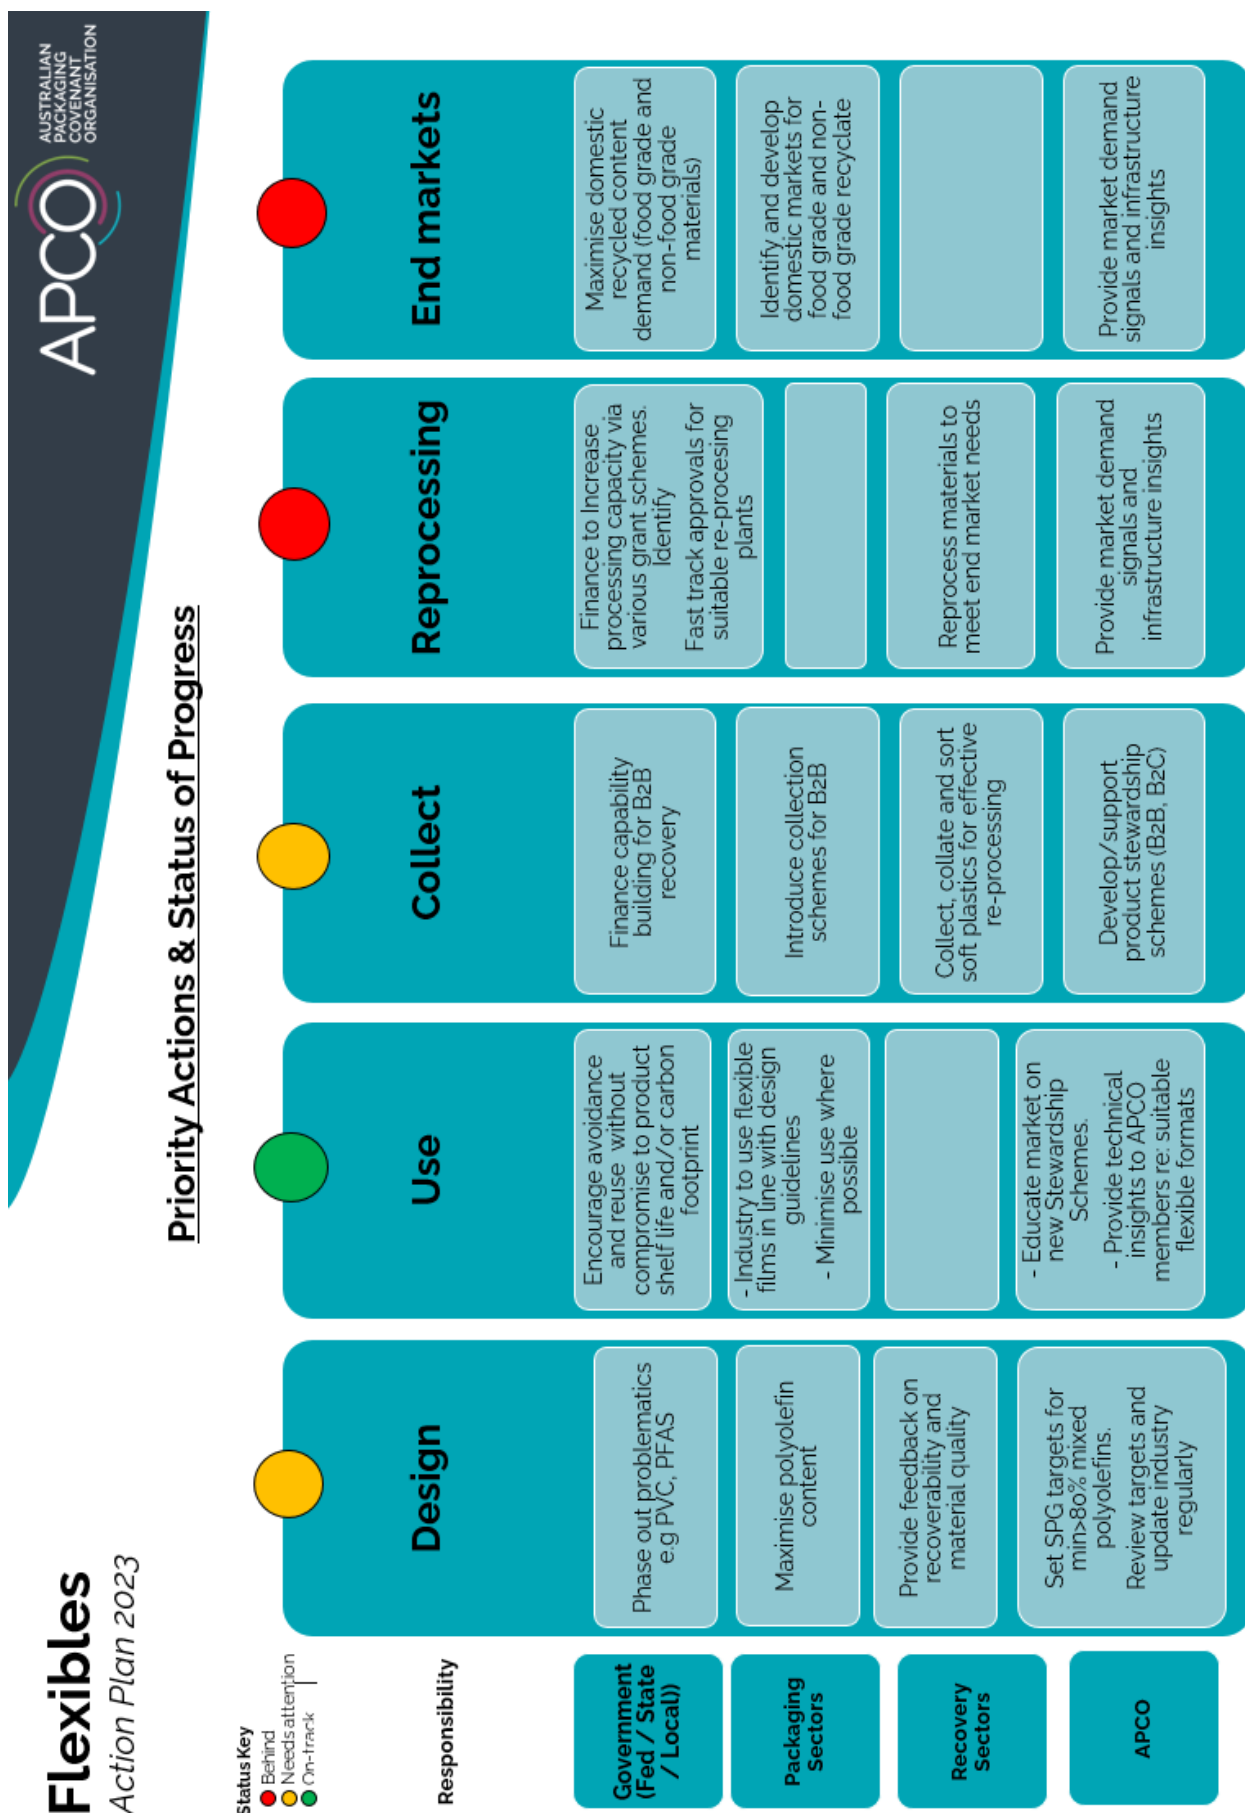 Flexibles
Action Plan 2023
APCO
AUSTRALIAN
PACKAGING
COVENANT
ORGANISATION
Priority Actions & Status of Progress
Status Key
Behind
Needs attention
On-track
Responsibility
Design
Use
Collect
Reprocessing
End markets
Government
(Fed / State
/ Local))
Phase out problematics
e.g PVC, PFAS
Encourage avoidance
and reuse without
compromise to product
shelf life and/or carbon
footprint
Finance capability
building for B2B
recovery
Finance to Increase
processing capacity via
various grant schemes.
Identify
Fast track approvals for
suitable re-procesing
plants
Maximise domestic
recycled content
demand (food grade and
non-food grade
materials)
Packaging
Sectors
Maximise polyolefin
content
- Industry to use flexible
films in line with design
guidelines
- Minimise use where
possible
Introduce collection
schemes for B2B
Identify and develop
domestic markets for
food grade and non-
food grade recyclate
Recovery
Sectors
Provide feedback on
recoverability and
material quality
Collect, collate and sort
soft plastics for effective
re-processing
Reprocess materials to
meet end market needs
APCO
Set SPG targets for
min>80% mixed
polyolefins.
Review targets and
update industry
regularly
- Educate market on
new Stewardship
Schemes.
- Provide technical
insights to APCO
members re: suitable
flexible formats
Develop/support
product stewardship
schemes (B2B, B2C)
Provide market demand
signals and
infrastructure insights
Provide market demand
signals and infrastructure
insights